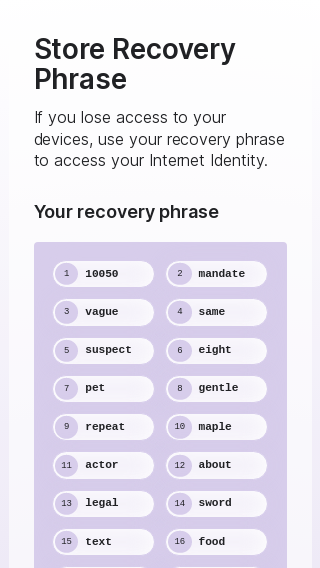 Store Recovery
Phrase
If you lose access to your
devices, use your recovery phrase
to access your Internet Identity.
Your recovery phrase
1 10050 2 mandate
3 vague 4 same
5 suspect 6 eight
7 pet 8 gentle
9 repeat 10 maple
11 actor 12 about
13 legal 14 sword
15 text 16 food